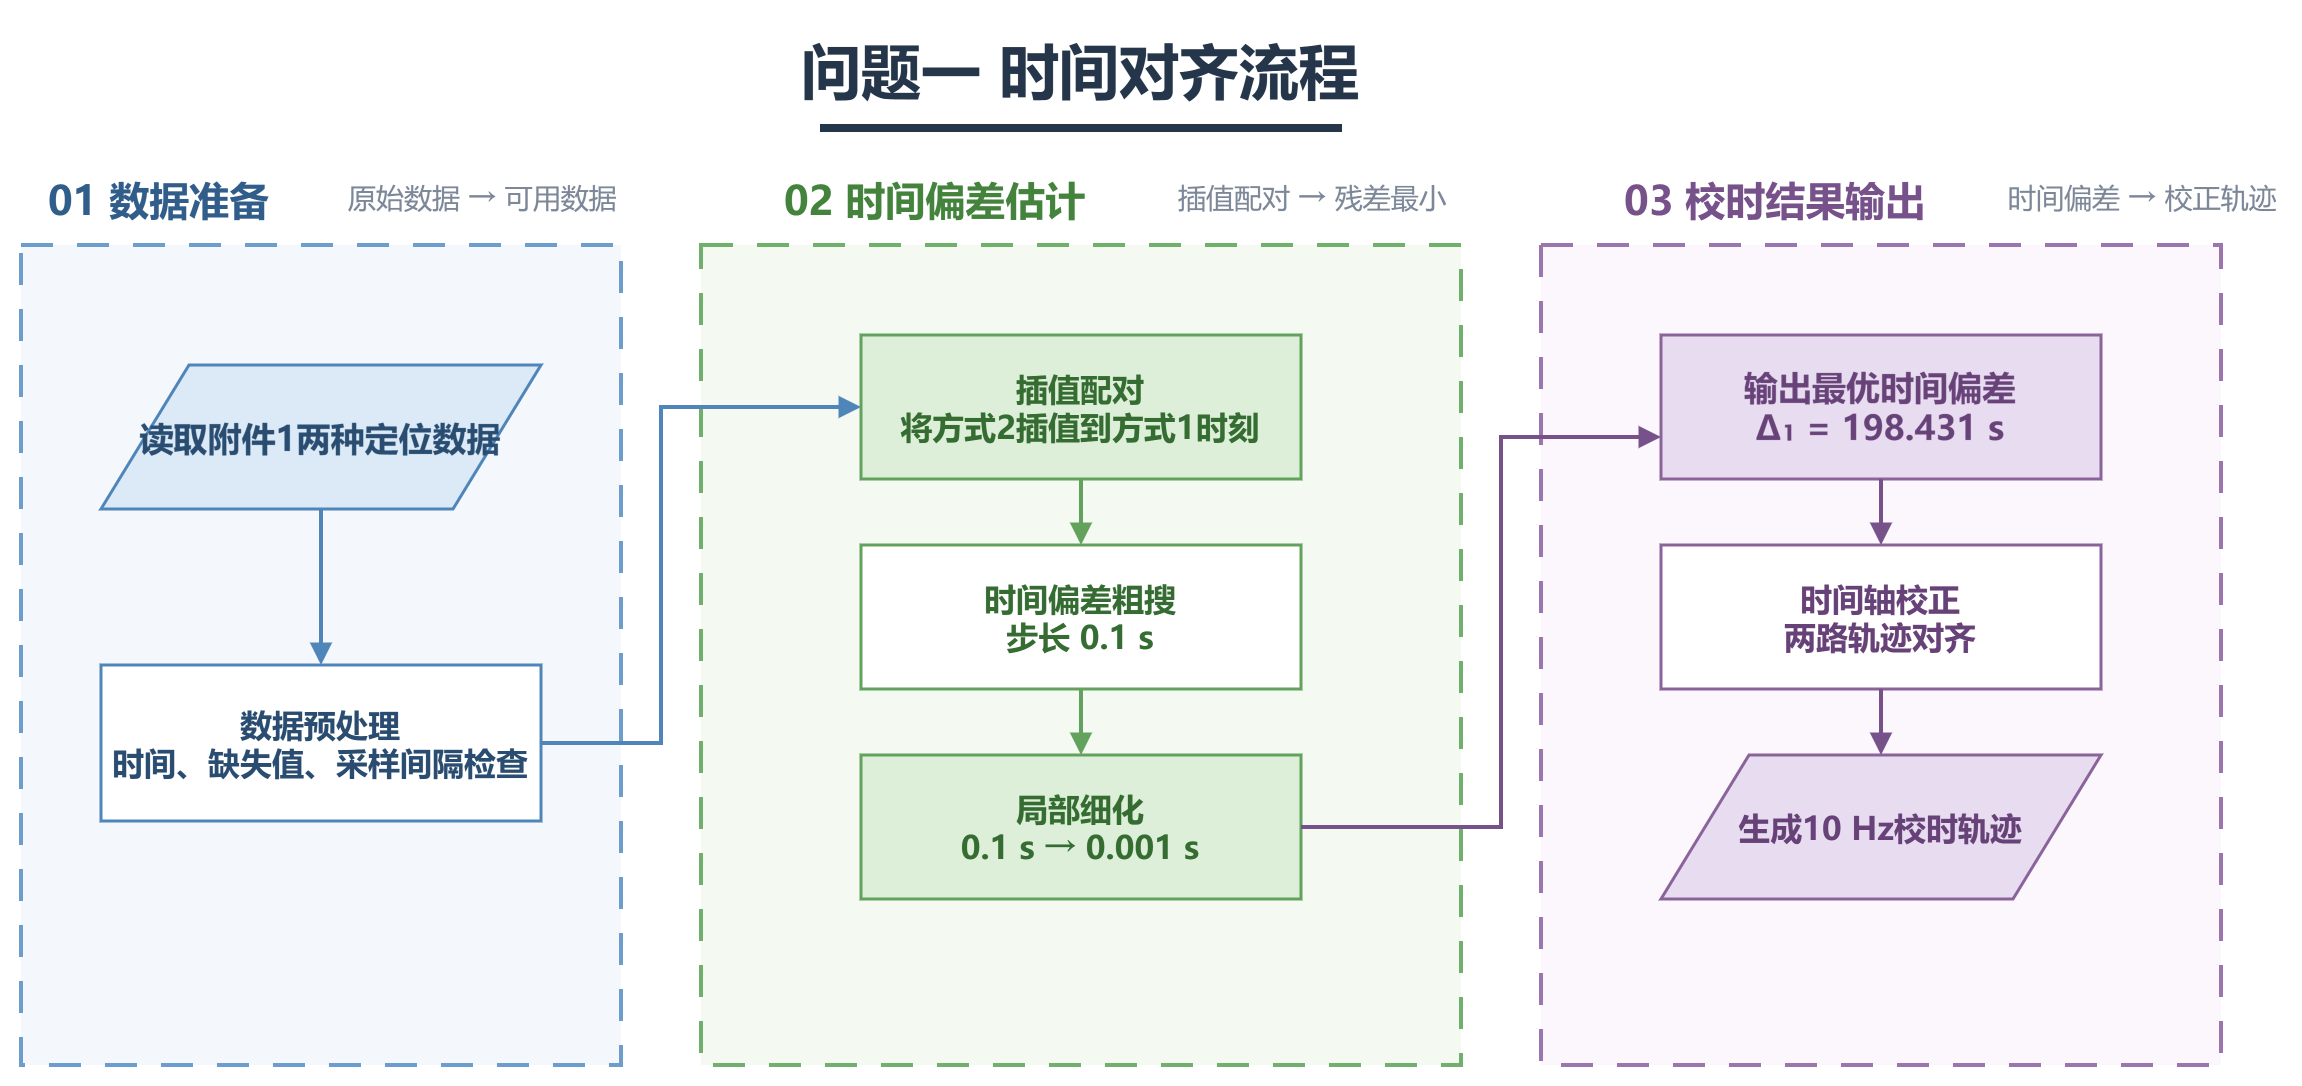 问题一 时间对齐流程
01 数据准备
原始数据 → 可用数据
读取附件1两种定位数据
数据预处理
时间、缺失值、采样间隔检查
02 时间偏差估计
插值配对 → 残差最小
插值配对
将方式2插值到方式1时刻
时间偏差粗搜
步长 0.1 s
局部细化
0.1 s → 0.001 s
03 校时结果输出
时间偏差 → 校正轨迹
输出最优时间偏差
Δ₁ = 198.431 s
时间轴校正
两路轨迹对齐
生成10 Hz校时轨迹